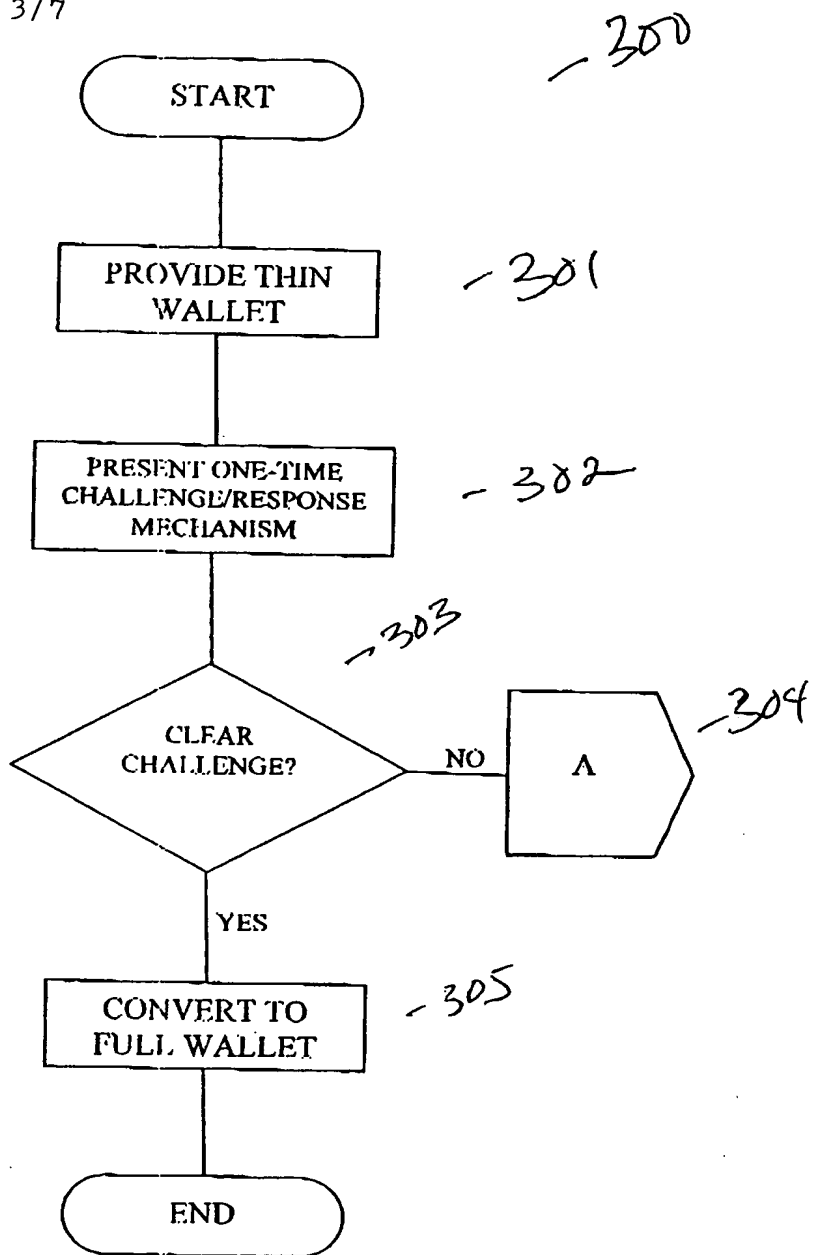 3/7
- 300
START
PROVIDE THIN
WALLET
- 301
PRESENT ONE-TIME
CHALLENGE/RESPONSE
MECHANISM
- 302
- 303
CLEAR
CHALLENGE?
NO
A
- 304
YES
CONVERT TO
FULL WALLET
- 305
END